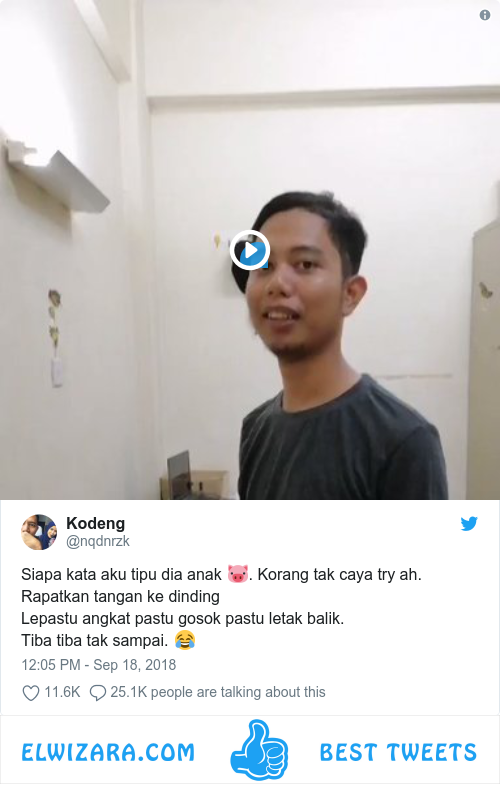 Kodeng
@nqdnrzk
Siapa kata aku tipu dia anak 🐷. Korang tak caya try ah.
Rapatkan tangan ke dinding
Lepastu angkat pastu gosok pastu letak balik.
Tiba tiba tak sampai. 😂
12:05 PM - Sep 18, 2018
11.6K 25.1K people are talking about this
ELWIZARA.COM BEST TWEETS